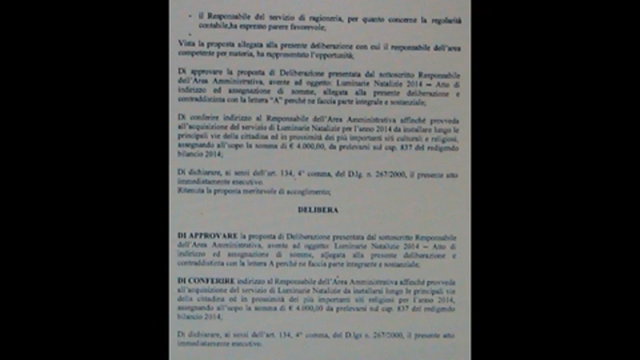 - il Responsabile del servizio di ragioneria, per quanto concerne la regolarità
contabile,ha espresso parere favorevole;
Vista la proposta allegata alla presente deliberazione con cui il responsabile dell'area
competente per materia, ha rappresentato l'opportunità;
Di approvare la proposta di Deliberazione presentata dal sottoscritto Responsabile
dell'Area Amministrativa, avente ad oggetto: Luminarie Natalizie 2014 – Atto di
indirizzo ed assegnazione di somme, allegata alla presente deliberazione e
contraddistinta con la lettera "A" perché ne faccia parte integrale e sostanziale;
Di conferire indirizzo al Responsabile dell'Area Amministrativa affinché provveda
all'acquisizione del servizio di Luminarie Natalizie per l'anno 2014 da installare lungo le
principali vie della cittadina ed in prossimità dei più importanti siti culturali e religiosi,
assegnando all'uopo la somma di € 4.000,00, da prelevarsi sul cap. 837 del redigendo
bilancio 2014;
Di dichiarare, ai sensi dell'art. 134, 4° comma, del D.lg. n. 267/2000, il presente atto
immediatamente esecutivo.
Ritenuta la proposta meritevole di accoglimento;
DELIBERA
DI APPROVARE la proposta di Deliberazione presentata dal sottoscritto Responsabile
dell'Area Amministrativa, avente ad oggetto: Luminarie Natalizie 2014 – Atto di
indirizzo ed assegnazione di somme, allegata alla presente deliberazione e
contraddistinta con la lettera A perché ne faccia parte integrante e sostanziale;
DI CONFERIRE indirizzo al Responsabile dell'Area Amministrativa affinché provveda
all'acquisizione del servizio di Luminarie Natalizie da installarsi lungo le principali vie
della cittadina ed in prossimità dei più importanti siti religiosi per l'anno 2014,
assegnando all'uopo la somma di € 4.000,00, da prelevarsi sul cap. 837 del redigendo
bilancio 2014;
Di dichiarare, ai sensi dell'art. 134, 4° comma, del D.lg. n. 267/2000, il presente atto
immediatamente esecutivo.